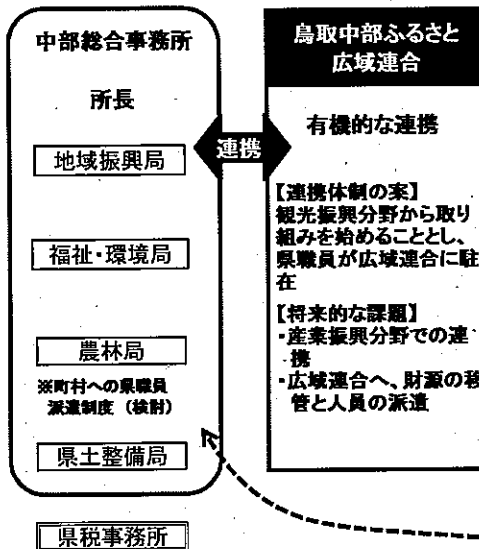 中部総合事務所
所長
地域振興局
福祉・環境局
農林局
※町村への県職員
派遣制度(検討)
県土整備局
県税事務所
連携
鳥取中部ふるさと
広域連合
有機的な連携
【連携体制の案】
観光振興分野から取り
組みを始めることとし、
県職員が広域連合に駐
在
【将来的な課題】
・産業振興分野での連
携
・広域連合へ、財源の移
管と人員の派遣